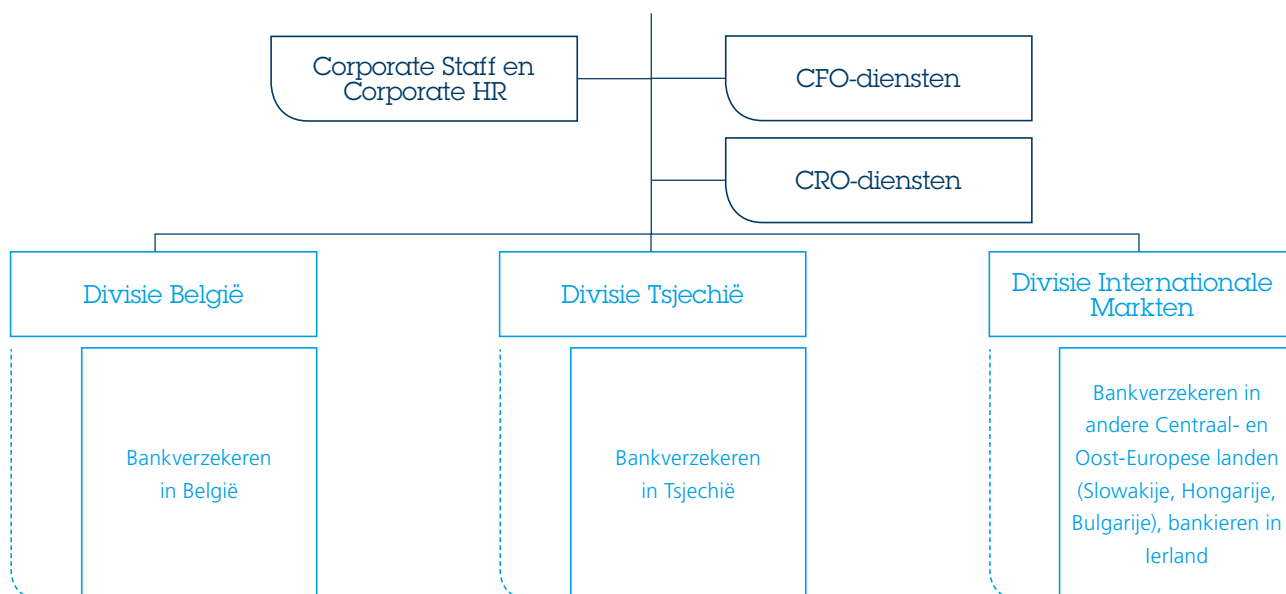 Corporate Staff en
Corporate HR
CFO-diensten
CRO-diensten
Divisie België
Divisie Tsjechië
Divisie Internationale
Markten
Bankverzekeren
in België
Bankverzekeren
in Tsjechië
Bankverzekeren in
andere Centraal- en
Oost-Europese landen
(Slowakije, Hongarije,
Bulgarije), bankieren in
Ierland